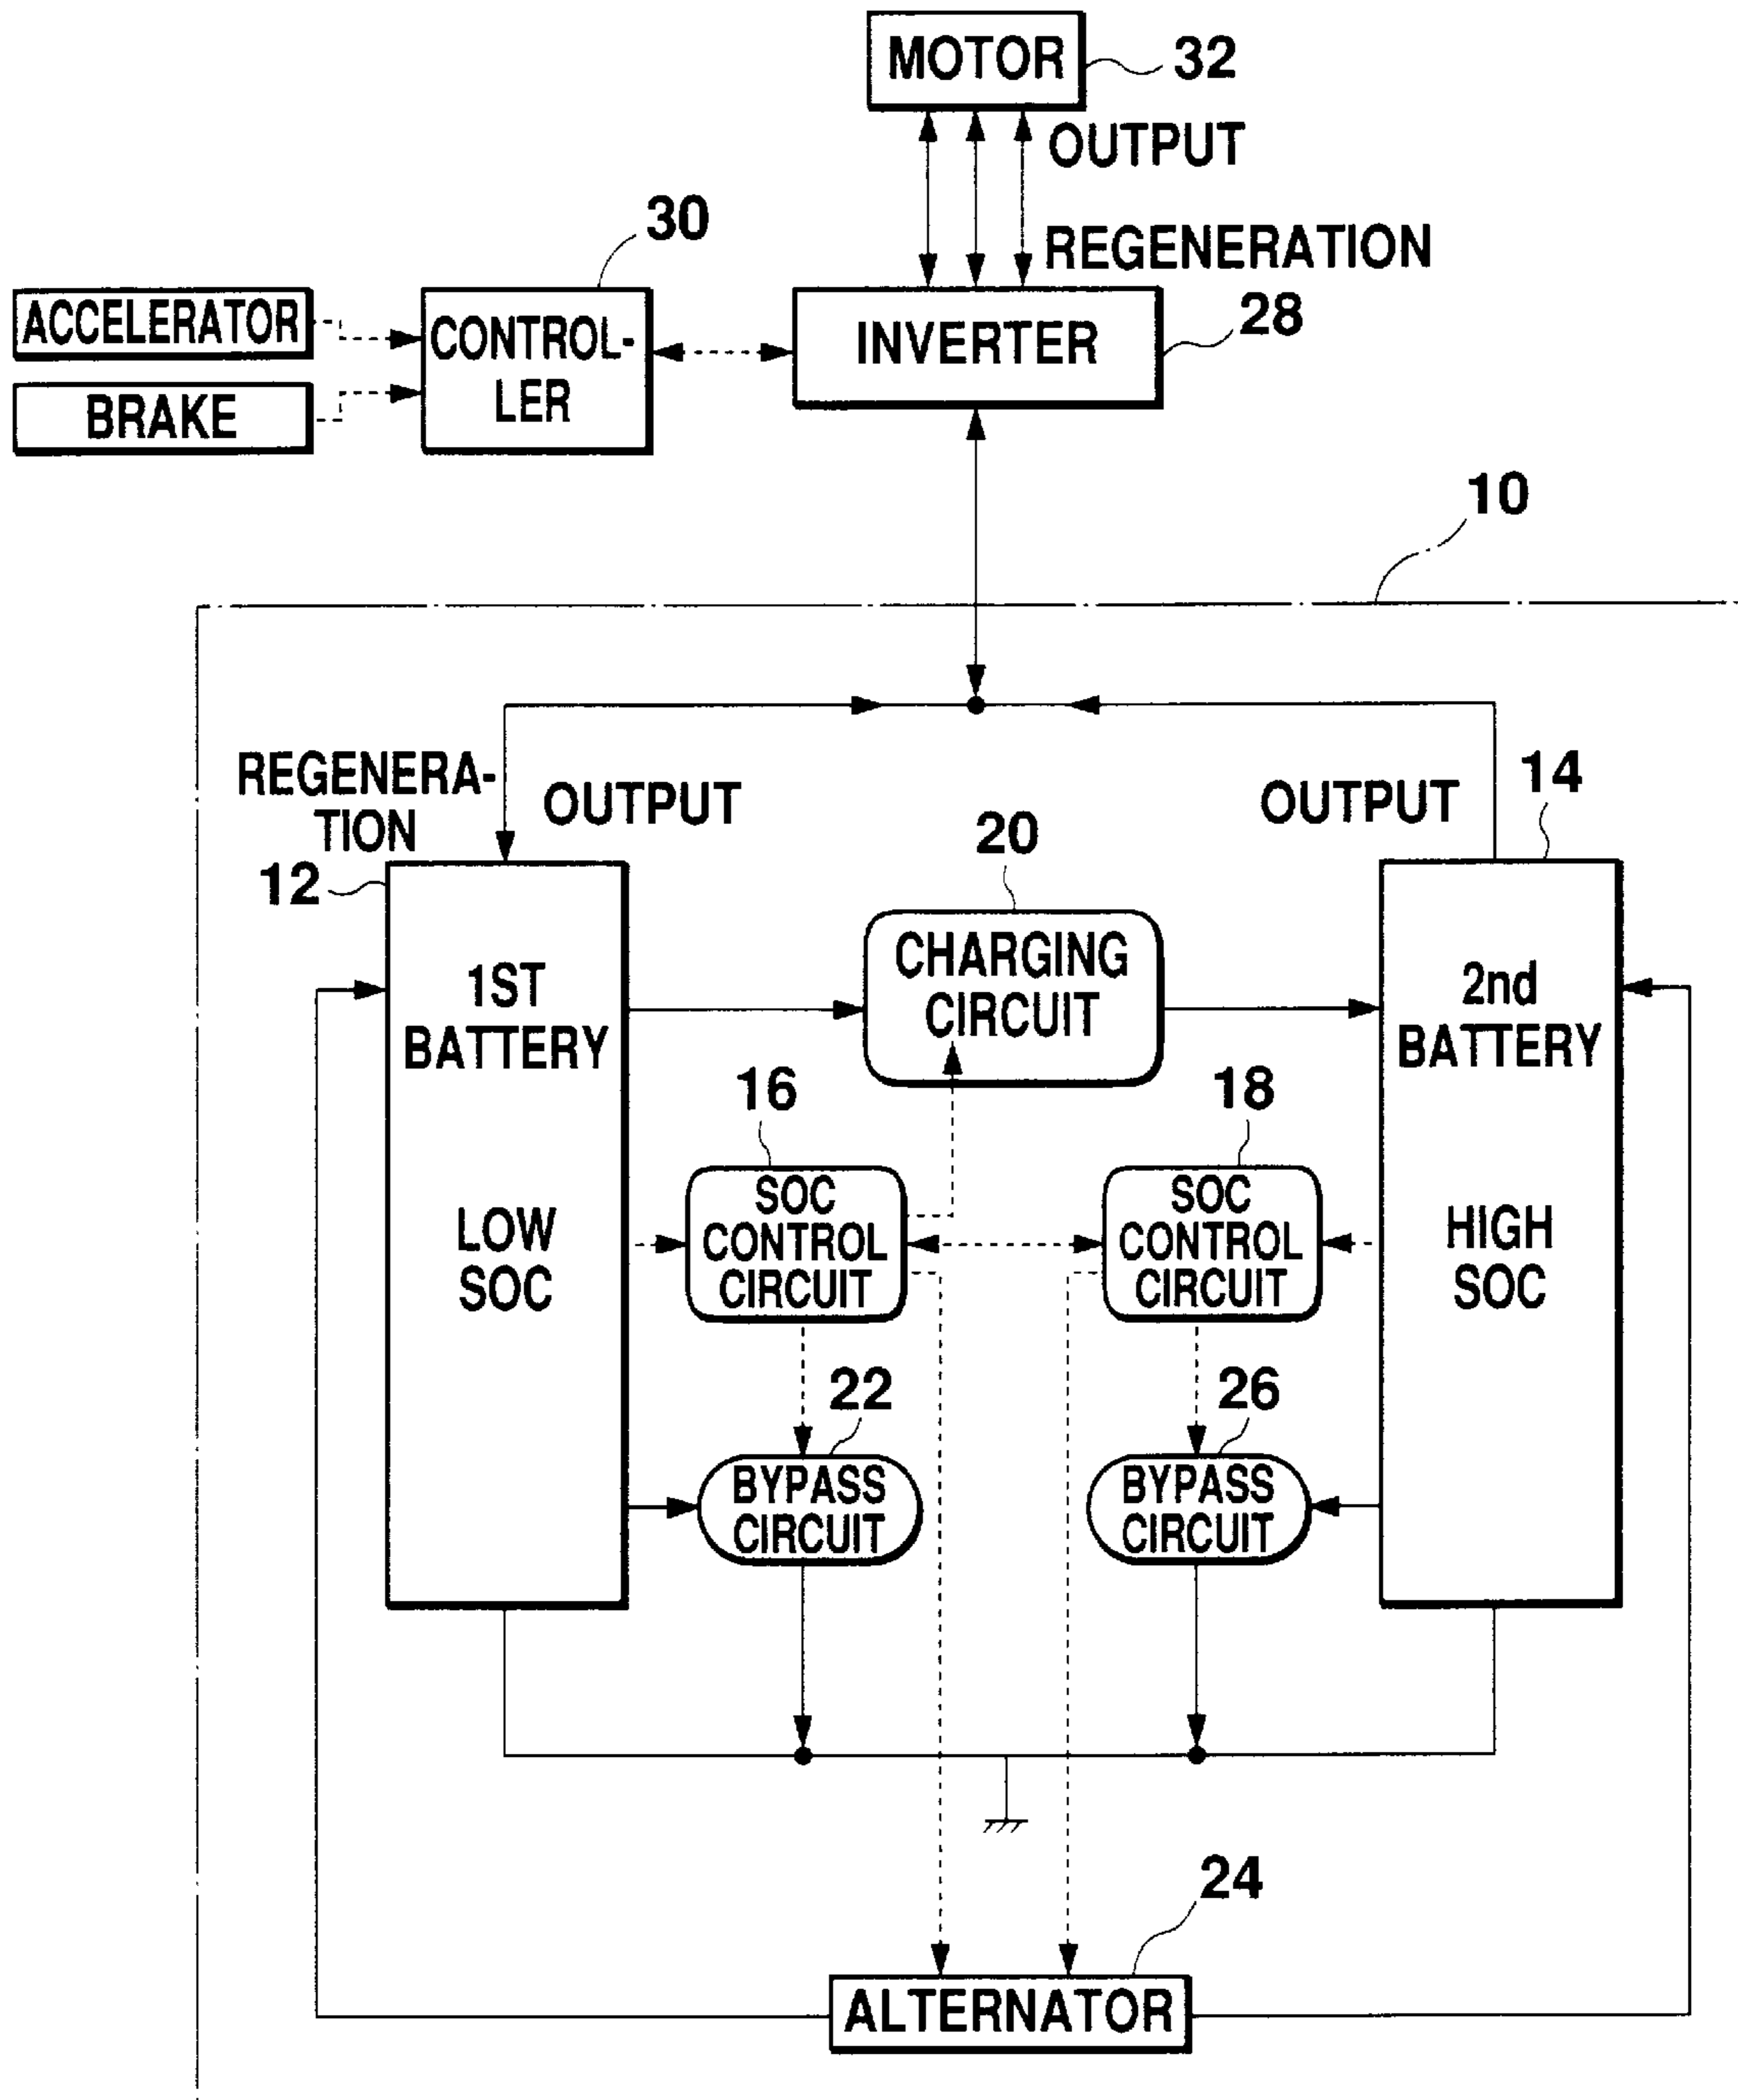 MOTOR
32
OUTPUT
30
REGENERATION
28
ACCELERATOR
CONTROL-
LER
INVERTER
BRAKE
10
REGENERA-
TION
OUTPUT
OUTPUT
14
12
20
1ST
BATTERY
CHARGING
CIRCUIT
2nd
BATTERY
16
18
LOW
SOC
SOC
CONTROL
CIRCUIT
SOC
CONTROL
CIRCUIT
HIGH
SOC
22
26
BYPASS
CIRCUIT
BYPASS
CIRCUIT
24
ALTERNATOR